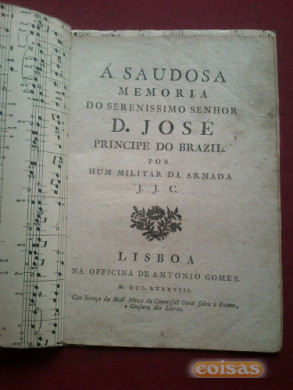 Á SAUDOSA
MEMORIA
DO SERENISSIMO SENHOR
D. JOSE
PRINCIPE DO BRAZIL.
POR
HUM MILITAR DA ARMADA
J. J. C.
LISBOA
NA OFFICINA DE ANTONIO GOMES.
M. DCC. LXXXVIII.
Com licença da Real Meza da Commissaõ Geral sobre o Exame,
e Censura dos Livros.
coisas